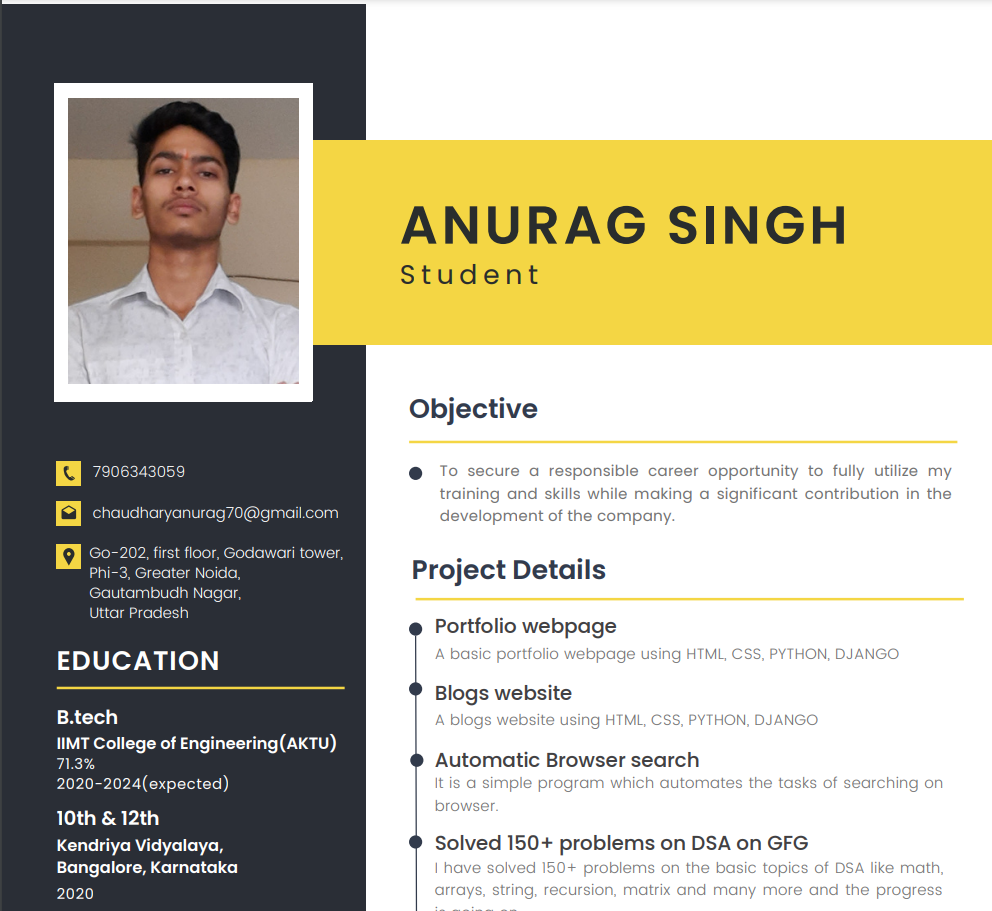 ANURAG SINGH
Student
7906343059
chaudharyanurag70@gmail.com
Go-202, first floor, Godawari tower,
Phi-3, Greater Noida,
Gautambudh Nagar,
Uttar Pradesh
EDUCATION
B.tech
IIMT College of Engineering(AKTU)
71.3%
2020-2024(expected)
10th & 12th
Kendriya Vidyalaya,
Bangalore, Karnataka
2020
Objective
To secure a responsible career opportunity to fully utilize my
training and skills while making a significant contribution in the
development of the company.
Project Details
Portfolio webpage
A basic portfolio webpage using HTML, CSS, PYTHON, DJANGO
Blogs website
A blogs website using HTML, CSS, PYTHON, DJANGO
Automatic Browser search
It is a simple program which automates the tasks of searching on
browser.
Solved 150+ problems on DSA on GFG
I have solved 150+ problems on the basic topics of DSA like math,
arrays, string, recursion, matrix and many more and the progress
is going on